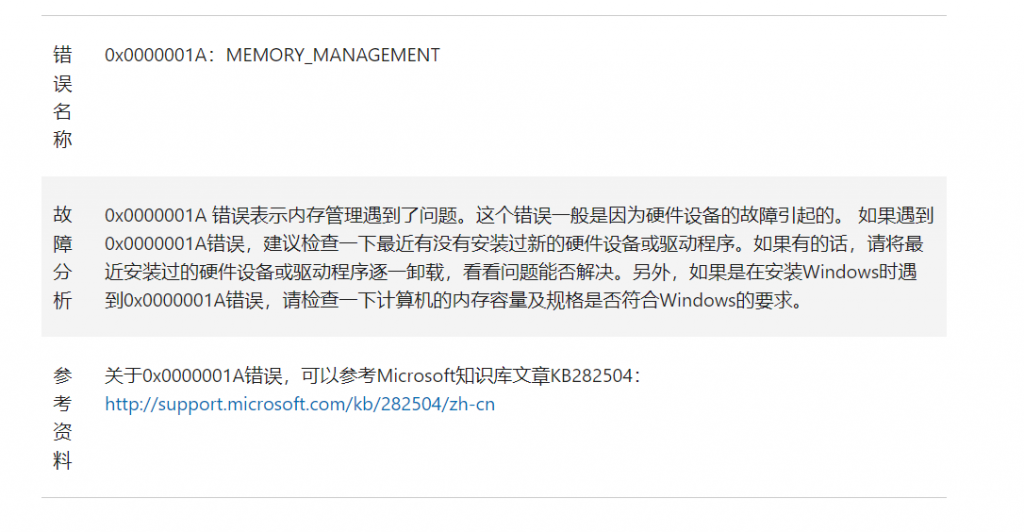 错误名称
0x0000001A：MEMORY_MANAGEMENT
故障分析
0x0000001A 错误表示内存管理遇到了问题。这个错误一般是因为硬件设备的故障引起的。 如果遇到
0x0000001A错误，建议检查一下最近有没有安装过新的硬件设备或驱动程序。如果有的话，请将最
近安装过的硬件设备或驱动程序逐一卸载，看看问题能否解决。另外，如果是在安装Windows时遇
到0x0000001A错误，请检查一下计算机的内存容量及规格是否符合Windows的要求。
参考资料
关于0x0000001A错误，可以参考Microsoft知识库文章KB282504：
http://support.microsoft.com/kb/282504/zh-cn